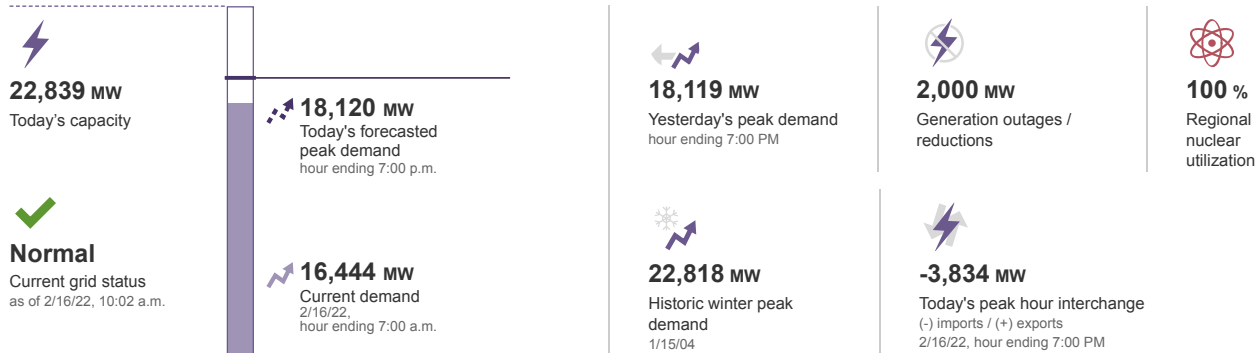 22,839 MW
Today's capacity
Normal
Current grid status
as of 2/16/22, 10:02 a.m.
18,120 MW
Today's forecasted
peak demand
hour ending 7:00 p.m.
16,444 MW
Current demand
2/16/22,
hour ending 7:00 a.m.
18,119 MW
Yesterday's peak demand
hour ending 7:00 PM
2,000 MW
Generation outages /
reductions
100 %
Regional
nuclear
utilization
22,818 MW
Historic winter peak
demand
1/15/04
-3,834 MW
Today's peak hour interchange
(-) imports / (+) exports
2/16/22, hour ending 7:00 PM